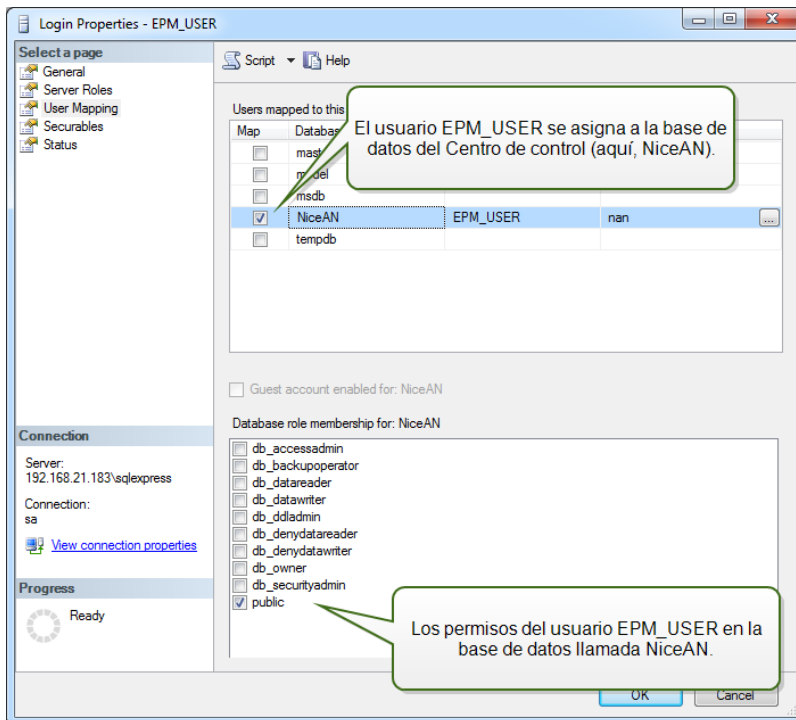 Login Properties - EPM_USER
Select a page
General
Server Roles
User Mapping
Securables
Status
Script
Help
Users mapped to this
Map
El usuario EPM_USER se asigna a la base de
datos del Centro de control (aquí, NiceAN).
msdb
NiceAN EPM_USER nan ...
tempdb
Guest account enabled for: NiceAN
Database role membership for: NiceAN
db_accessadmin
db_backupoperator
db_datareader
db_datawriter
db_ddladmin
db_denydatareader
db_denydatawriter
db_owner
db_securityadmin
public
Los permisos del usuario EPM_USER en la
base de datos llamada NiceAN.
Connection
Server:
192.168.21.183\sqlexpress
Connection:
sa
View connection properties
Progress
Ready
OK
Cancel